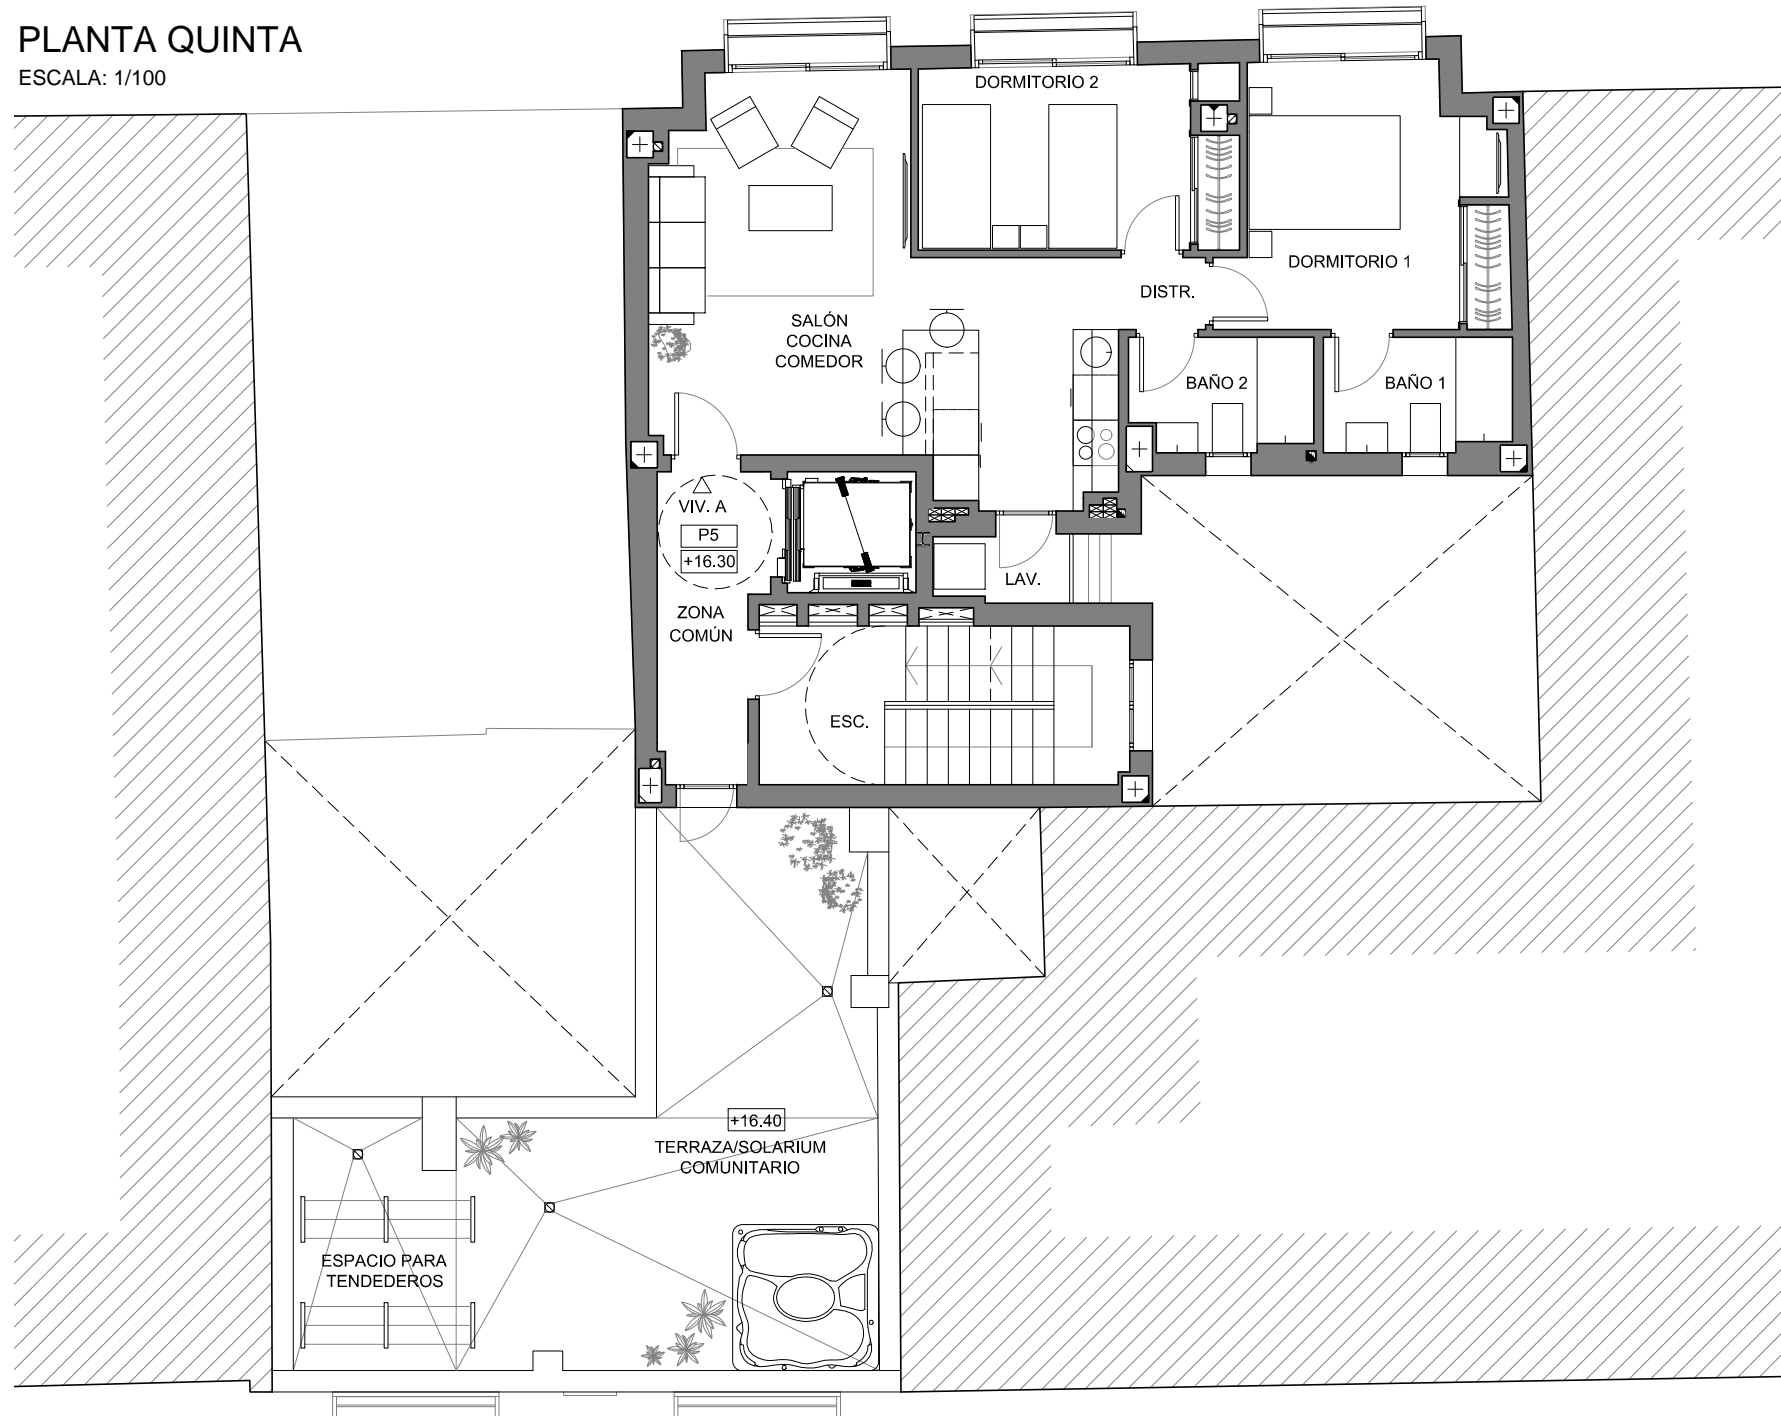 PLANTA QUINTA
ESCALA: 1/100
DORMITORIO 2
DORMITORIO 1
DISTR.
SALÓN
COCINA
COMEDOR
BAÑO 2
BAÑO 1
VIV. A
P5
+16.30
LAV.
ZONA
COMÚN
ESC.
+16.40
TERRAZA/SOLARIUM
COMUNITARIO
ESPACIO PARA
TENDEDEROS